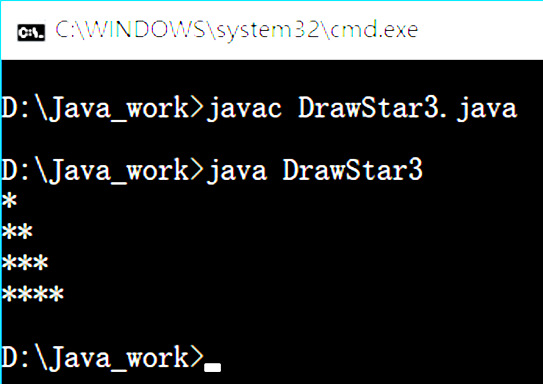 C:\WINDOWS\system32\cmd.exe
D:\Java_work>javac DrawStar3.java
D:\Java_work>java DrawStar3
*
**
***
****
D:\Java_work>